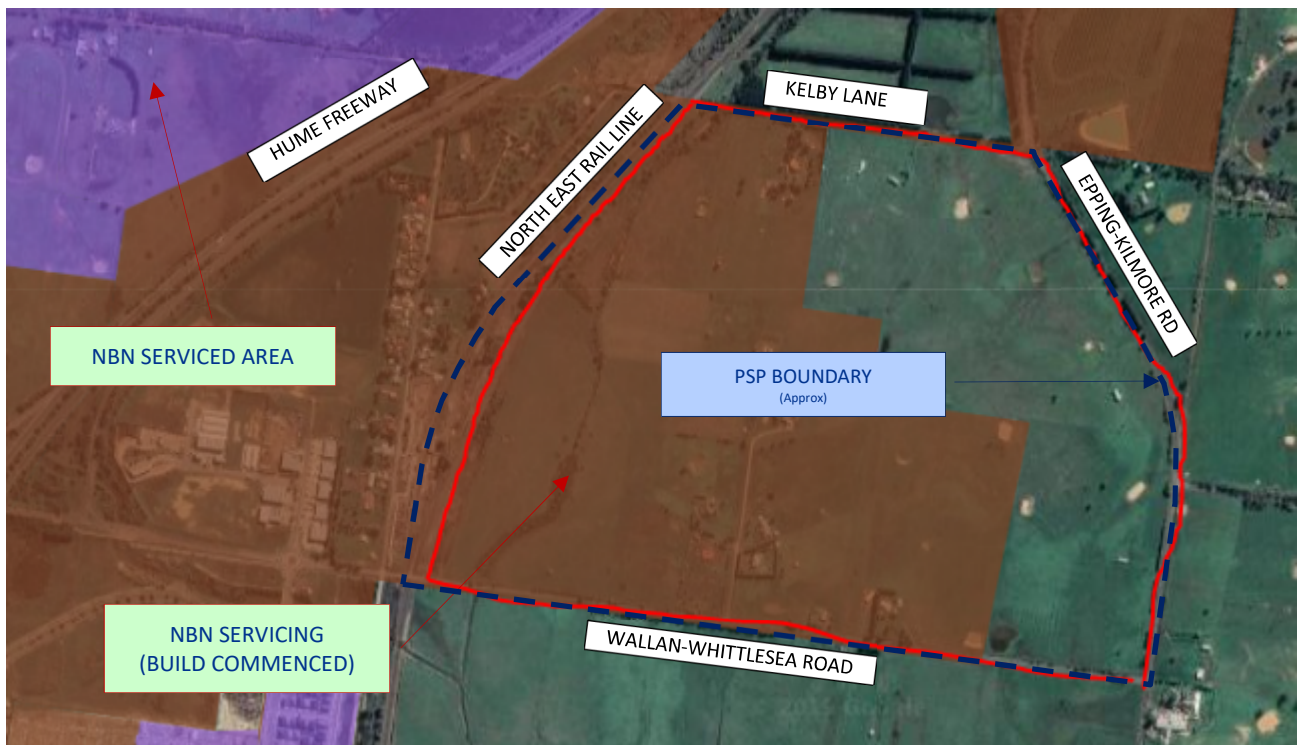 KELBY LANE
HUME FREEWAY
NORTH EAST RAIL LINE
EPPING-KILMORE RD
NBN SERVICED AREA
PSP BOUNDARY
(Approx)
NBN SERVICING
(BUILD COMMENCED)
WALLAN-WHITTLESEA ROAD